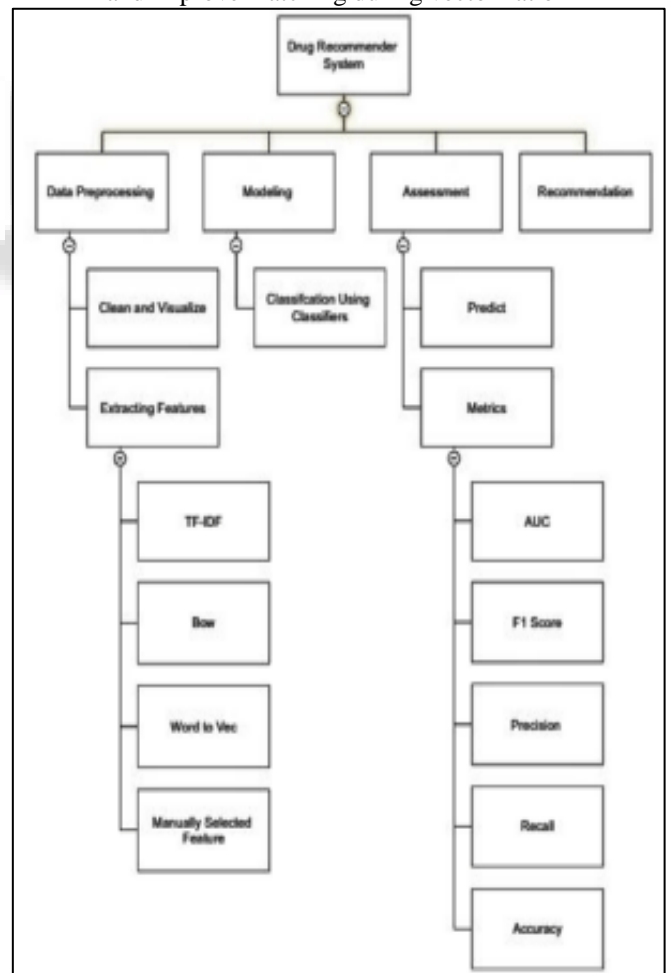 Drug Recommender
System
Data Preprocessing
Modeling
Assessment
Recommendation
Clean and Visualize
Classifcation Using
Classifiers
Predict
Extracting Features
Metrics
TF-IDF
AUC
Bow
F1 Score
Word to Vec
Precision
Manually Selected
Feature
Recall
Accuracy